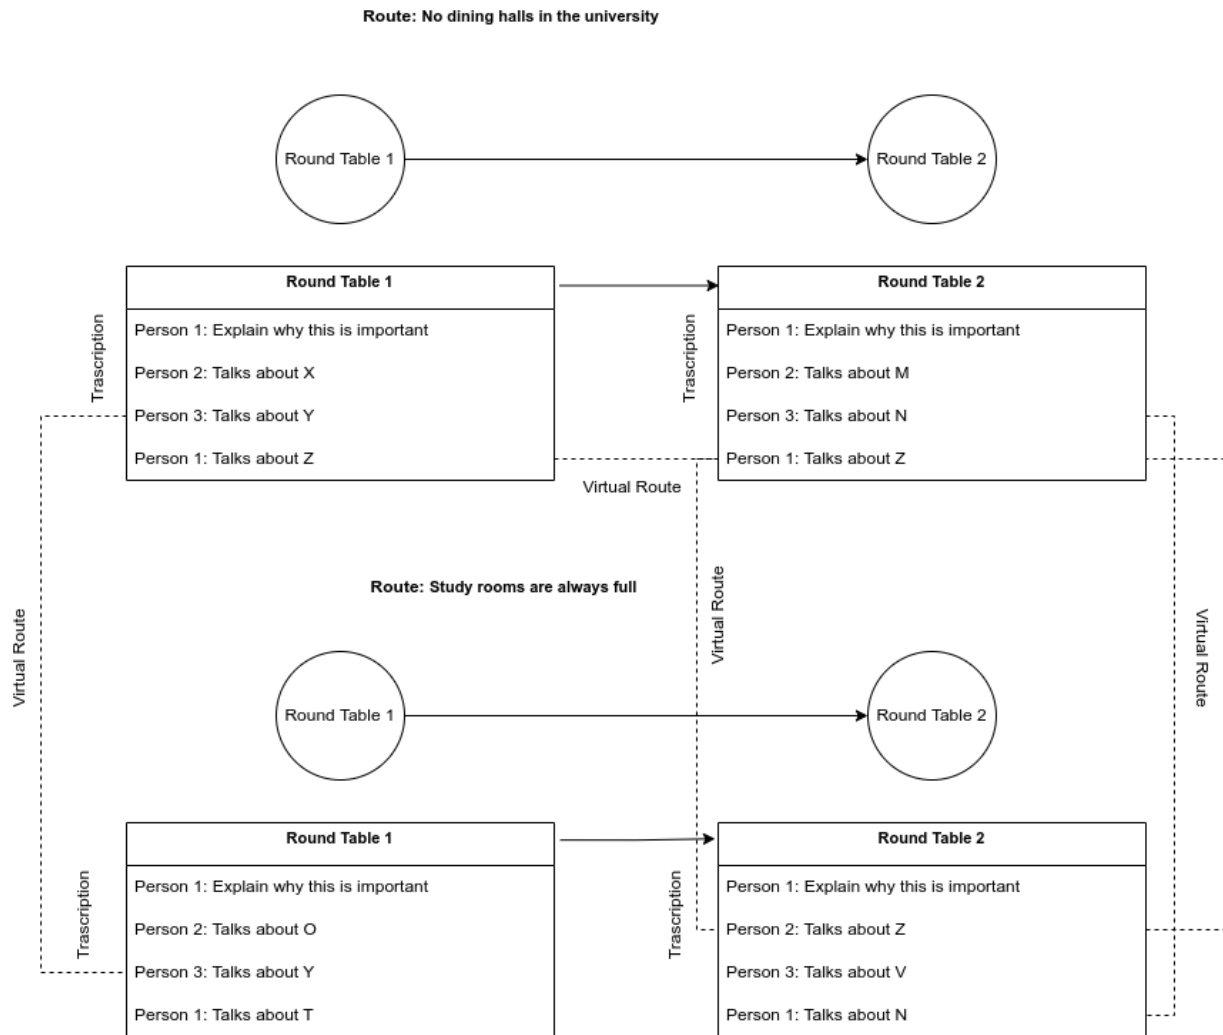 Route: No dining halls in the university
Round Table 1
Round Table 2
Round Table 1
Trascription
Person 1: Explain why this is important
Person 2: Talks about X
Person 3: Talks about Y
Person 1: Talks about Z
Round Table 2
Trascription
Person 1: Explain why this is important
Person 2: Talks about M
Person 3: Talks about N
Person 1: Talks about Z
Virtual Route
Virtual Route
Virtual Route
Virtual Route
Route: Study rooms are always full
Round Table 1
Round Table 2
Round Table 1
Trascription
Person 1: Explain why this is important
Person 2: Talks about O
Person 3: Talks about Y
Person 1: Talks about T
Round Table 2
Trascription
Person 1: Explain why this is important
Person 2: Talks about Z
Person 3: Talks about V
Person 1: Talks about N